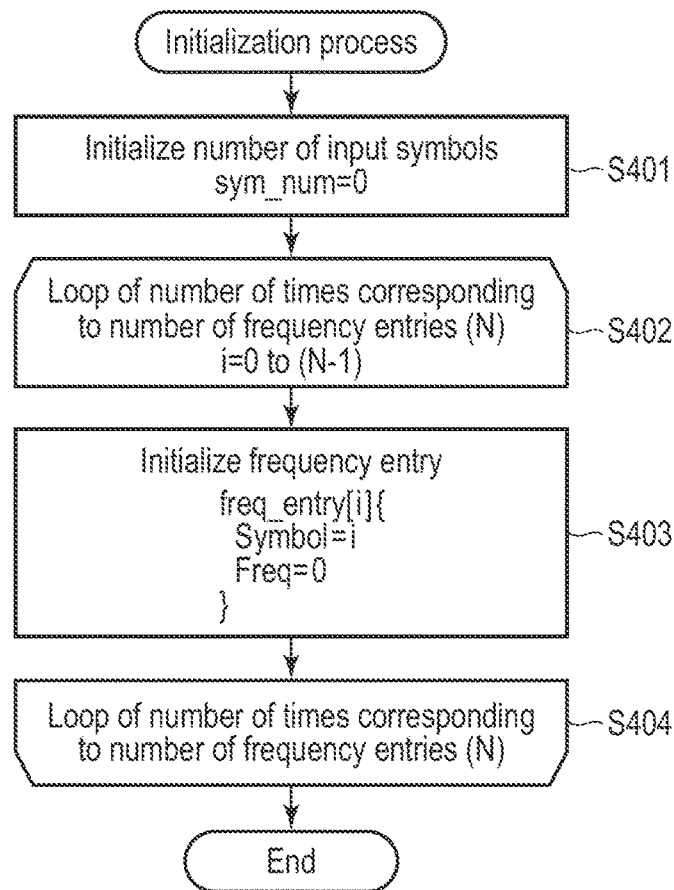 Initialization process
Initialize number of input symbols
sym_num=0
S401
Loop of number of times corresponding
to number of frequency entries (N)
i=0 to (N-1)
S402
Initialize frequency entry
freq_entry[i]{
Symbol=i
Freq=0
}
S403
Loop of number of times corresponding
to number of frequency entries (N)
S404
End